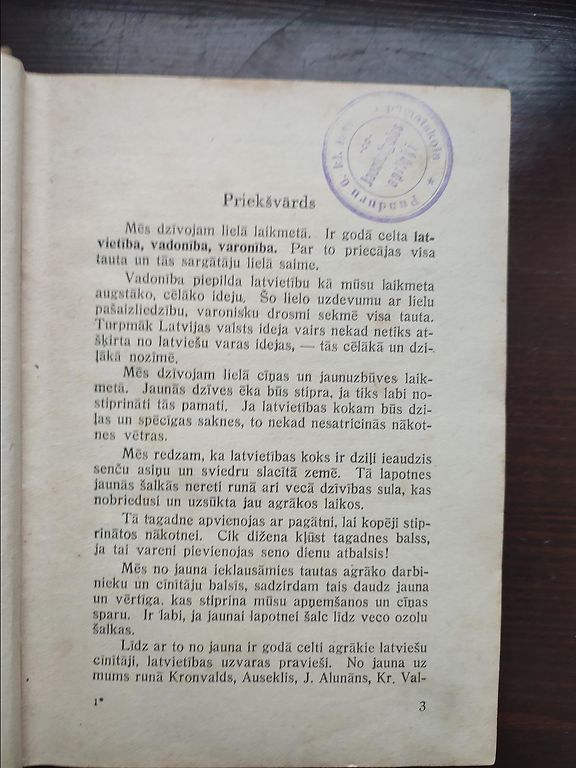 Puņduru 6. kl. pamatskola *
apriņķī
Priekšvārds
Mēs dzīvojam lielā laikmetā. Ir godā celta lat-
vietība, vadonība, varonība. Par to priecājas visa
tauta un tās sargātāju lielā saime.
Vadonība piepilda latvietību kā mūsu laikmeta
augstāko, cēlāko ideju. Šo lielo uzdevumu ar lielu
pašaizliedzību, varonisku drosmi sekmē visa tauta.
Turpmāk Latvijas valsts ideja vairs nekad netiks at-
šķirta no latviešu varas idejas, — tās cēlākā un dzi-
ļākā nozīmē.
Mēs dzīvojam lielā cīņas un jaunuzbūves laik-
metā. Jaunās dzīves ēka būs stipra, ja tiks labi no-
stiprināti tās pamati. Ja latvietības kokam būs dzi-
ļas un spēcīgas saknes, to nekad nesatricinās nākot-
nes vētras.
Mēs redzam, ka latvietības koks ir dziļi ieaudzis
senču asiņu un sviedru slacītā zemē. Tā lapotnes
jaunās šalkās nereti runā arī vecā dzīvības sula, kas
nobriedusi un uzsūkta jau agrākos laikos.
Tā tagadne apvienojas ar pagātni, lai kopēji stip-
rinātos nākotnei. Cik dižena kļūst tagadnes balss,
ja tai vareni pievienojas seno dienu atbalsis!
Mēs no jauna ieklausāmies tautas agrāko darbi-
nieku un cīnītāju balsīs, sadzirdam tais daudz jauna
un vērtīga, kas stiprina mūsu apņemšanos un cīņas
sparu. Ir labi, ja jaunai lapotnei šalc līdz veco ozolu
šalkas.
Līdz ar to no jauna ir godā celti agrākie latviešu
cīnītāji, latvietības uzvaras pravieši. No jauna uz
mums runā Kronvalds, Auseklis, J. Alunāns, Kr. Val-
1*
3